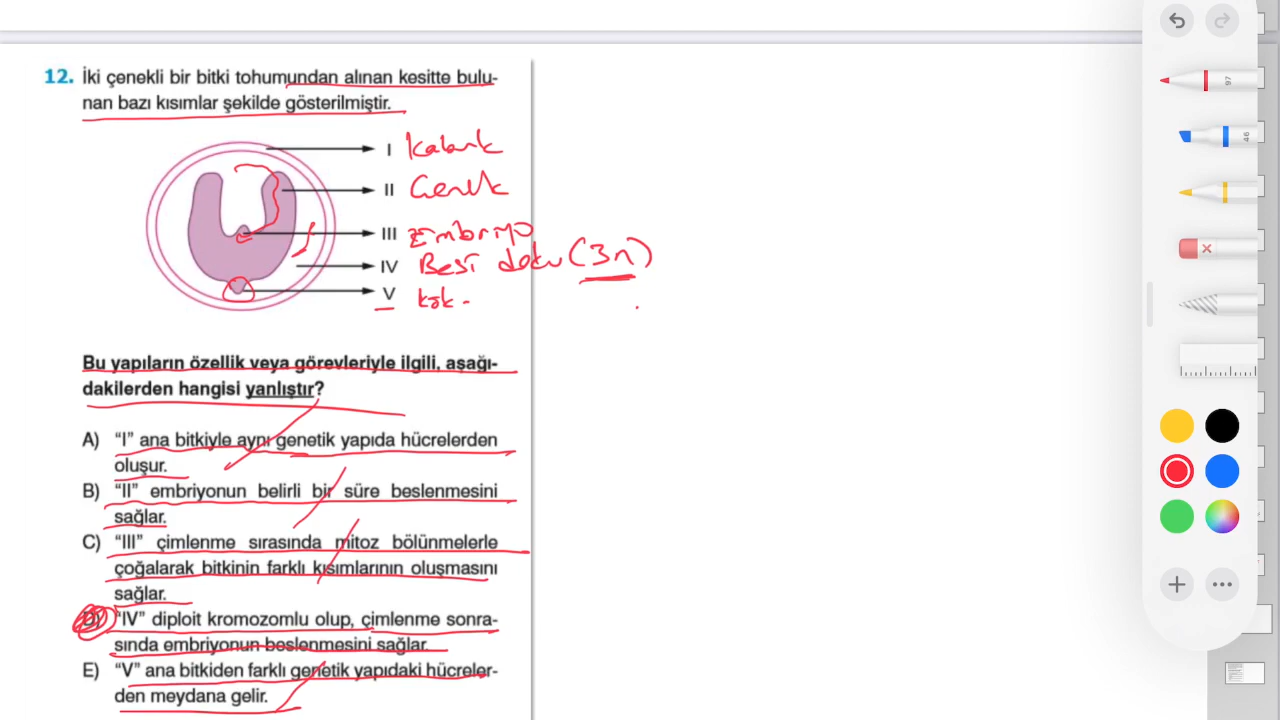 12. İki çenekli bir bitki tohumundan alınan kesitte bulu-
nan bazı kısımlar şekilde gösterilmiştir.
I Kabuk
II Çenek
III Embriyo
IV Besi doku (3n)
V kök
Bu yapıların özellik veya görevleriyle ilgili, aşağı-
dakilerden hangisi yanlıştır?
A) “I” ana bitkiyle aynı genetik yapıda hücrelerden
oluşur.
B) “II” embriyonun belirli bir süre beslenmesini
sağlar.
C) “III” çimlenme sırasında mitoz bölünmelerle
çoğalarak bitkinin farklı kısımlarının oluşmasını
sağlar.
D) “IV” diploit kromozomlu olup, çimlenme sonra-
sında embriyonun beslenmesini sağlar.
E) “V” ana bitkiden farklı genetik yapıdaki hücreler-
den meydana gelir.
97
46